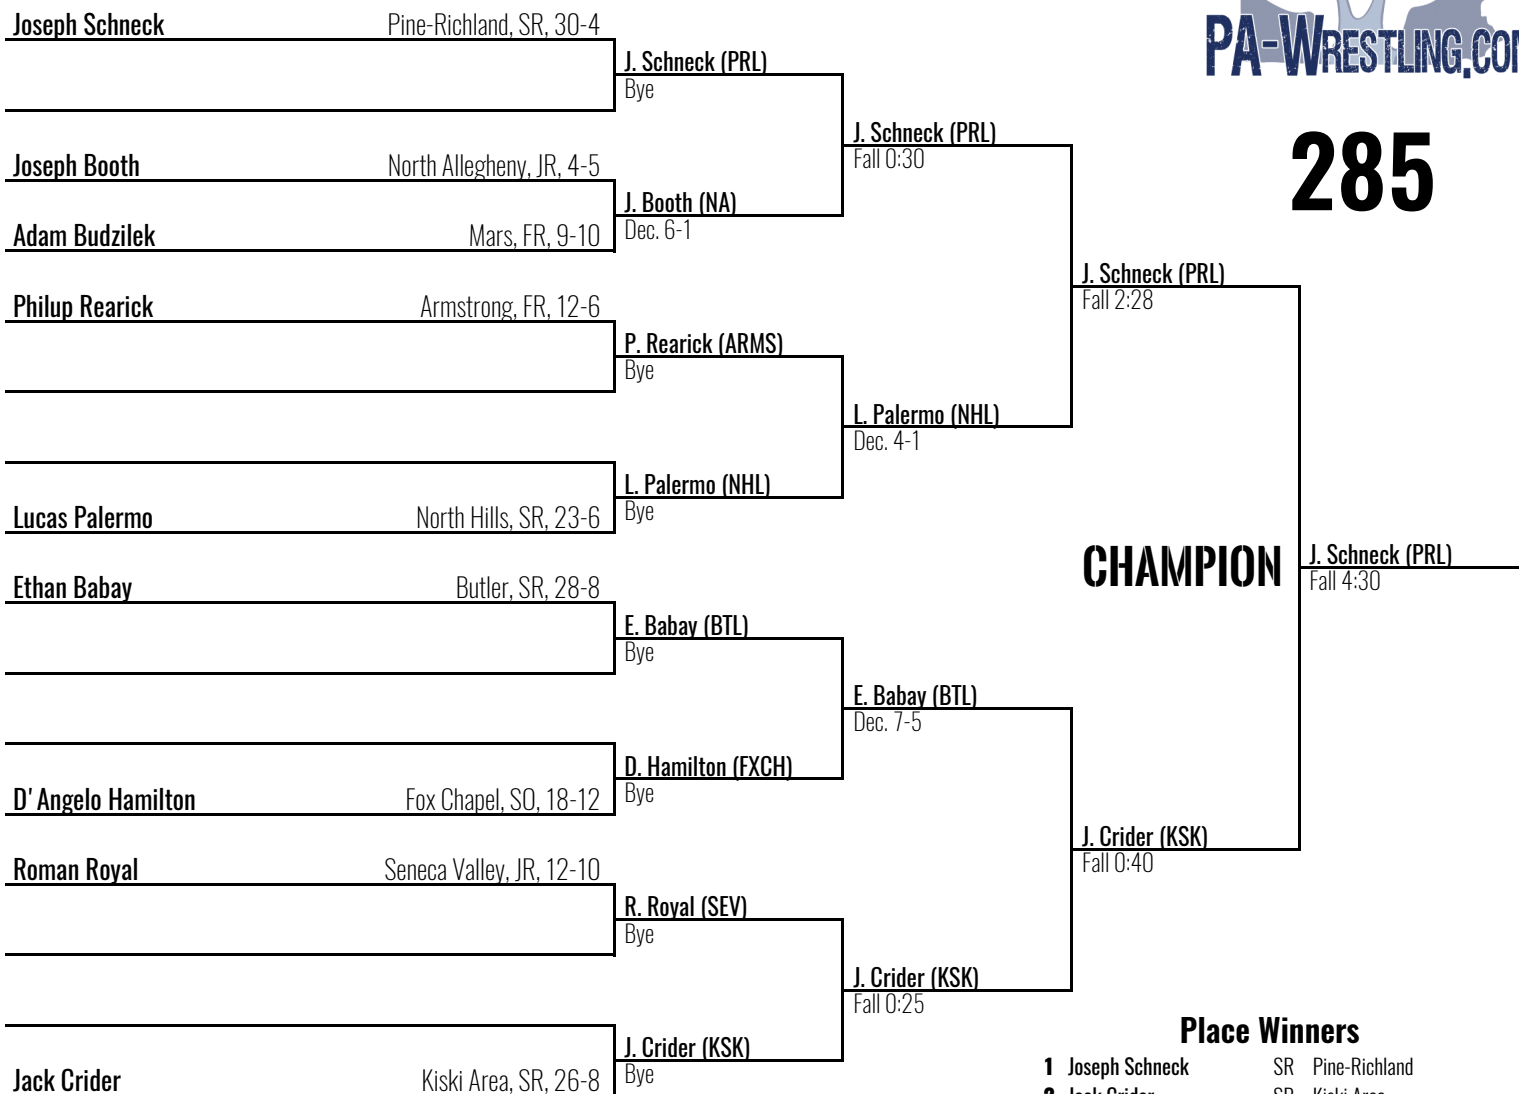 Joseph Schneck Pine-Richland, SR, 30-4
PA-WRESTLING.CO
J. Schneck (PRL)
Bye
J. Schneck (PRL)
Fall 0:30
285
Joseph Booth North Allegheny, JR, 4-5
J. Booth (NA)
Dec. 6-1
Adam Budzilek Mars, FR, 9-10
J. Schneck (PRL)
Fall 2:28
Philup Rearick Armstrong, FR, 12-6
P. Rearick (ARMS)
Bye
L. Palermo (NHL)
Dec. 4-1
L. Palermo (NHL)
Bye
Lucas Palermo North Hills, SR, 23-6
CHAMPION
J. Schneck (PRL)
Fall 4:30
Ethan Babay Butler, SR, 28-8
E. Babay (BTL)
Bye
E. Babay (BTL)
Dec. 7-5
D. Hamilton (FXCH)
Bye
D'Angelo Hamilton Fox Chapel, SO, 18-12
J. Crider (KSK)
Fall 0:40
Roman Royal Seneca Valley, JR, 12-10
R. Royal (SEV)
Bye
J. Crider (KSK)
Fall 0:25
Place Winners
J. Crider (KSK)
Bye
1 Joseph Schneck SR Pine-Richland
Jack Crider Kiski Area, SR, 26-8
2 Jack Crider SR Kiski Area